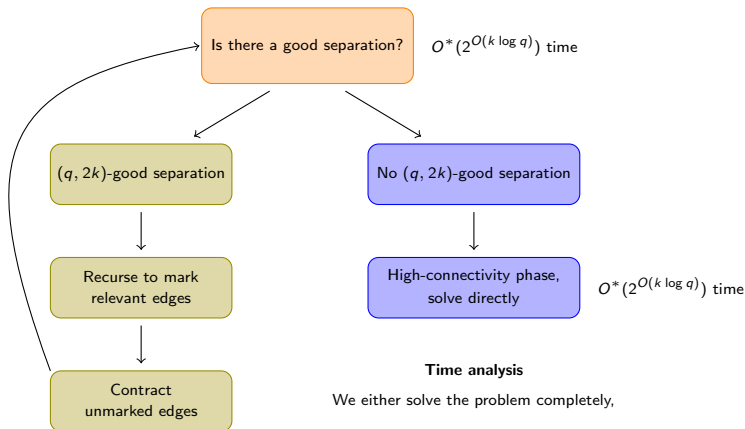 Is there a good separation?
O*(2^{O(k log q)}) time
(q, 2k)-good separation
No (q, 2k)-good separation
Recurse to mark
relevant edges
High-connectivity phase,
solve directly
O*(2^{O(k log q)}) time
Contract
unmarked edges
Time analysis
We either solve the problem completely,